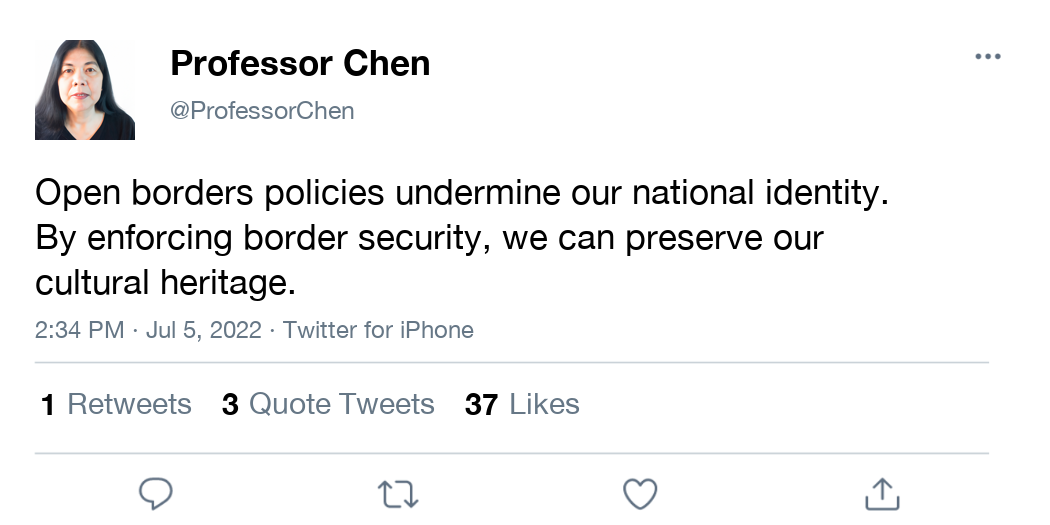 Professor Chen
@ProfessorChen
Open borders policies undermine our national identity.
By enforcing border security, we can preserve our
cultural heritage.
2:34 PM · Jul 5, 2022 · Twitter for iPhone
1 Retweets 3 Quote Tweets 37 Likes